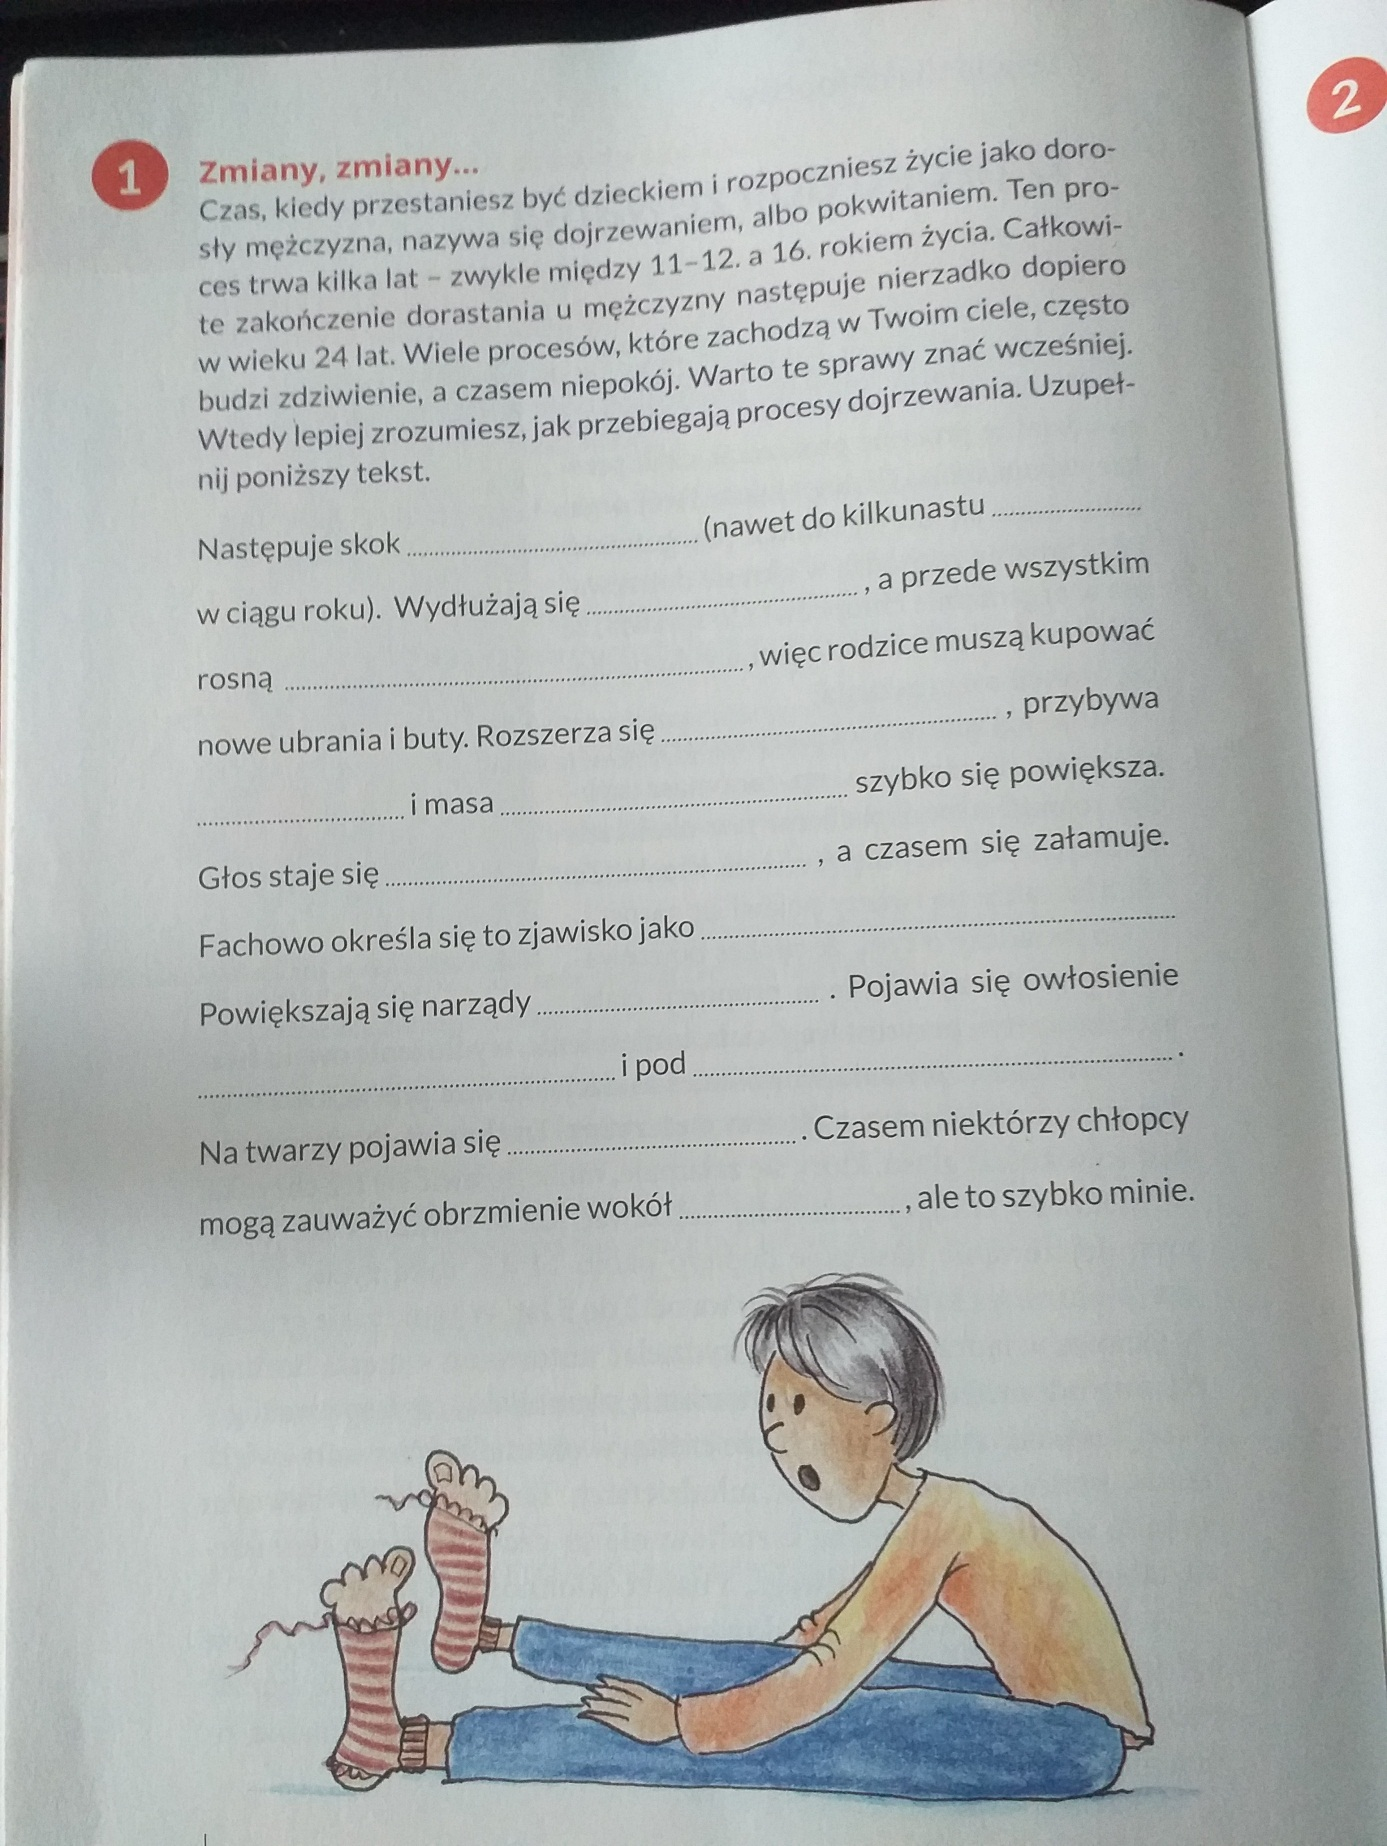 2
1
Zmiany, zmiany...
Czas, kiedy przestaniesz być dzieckiem i rozpoczniesz życie jako doro-
sły mężczyzna, nazywa się dojrzewaniem, albo pokwitaniem. Ten pro-
ces trwa kilka lat – zwykle między 11–12. a 16. rokiem życia. Całkowi-
te zakończenie dorastania u mężczyzny następuje nierzadko dopiero
w wieku 24 lat. Wiele procesów, które zachodzą w Twoim ciele, często
budzi zdziwienie, a czasem niepokój. Warto te sprawy znać wcześniej.
Wtedy lepiej zrozumiesz, jak przebiegają procesy dojrzewania. Uzupeł-
nij poniższy tekst.
Następuje skok ........................ (nawet do kilkunastu ............
w ciągu roku). Wydłużają się ........................, a przede wszystkim
rosną ........................, więc rodzice muszą kupować
nowe ubrania i buty. Rozszerza się ........................, przybywa
........................ i masa ........................ szybko się powiększa.
Głos staje się ........................, a czasem się załamuje.
Fachowo określa się to zjawisko jako ........................
Powiększają się narządy ......................... Pojawia się owłosienie
........................ i pod .........................
Na twarzy pojawia się ......................... Czasem niektórzy chłopcy
mogą zauważyć obrzmienie wokół ........................, ale to szybko minie.